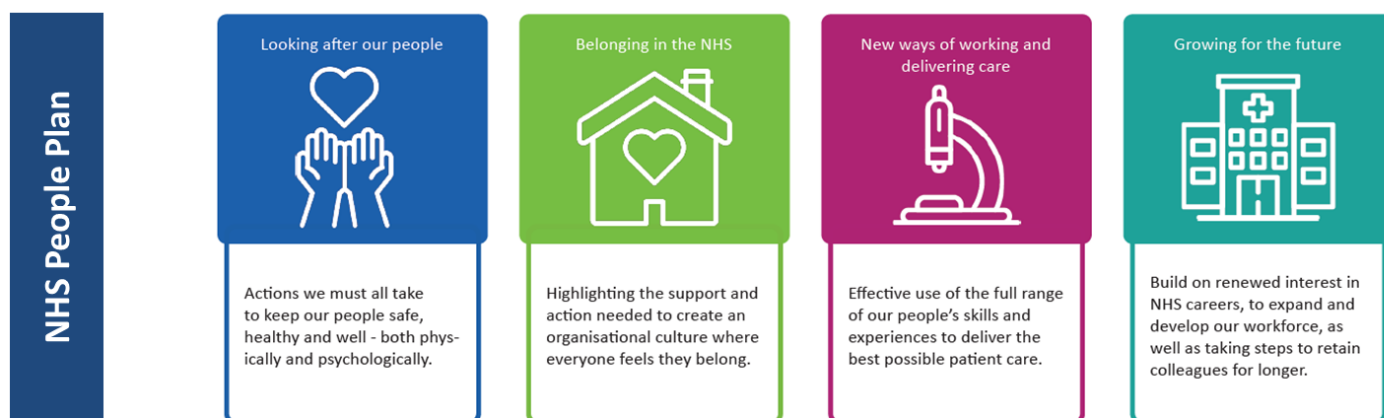 NHS People Plan
Looking after our people
Actions we must all take
to keep our people safe,
healthy and well - both phys-
ically and psychologically.
Belonging in the NHS
Highlighting the support and
action needed to create an
organisational culture where
everyone feels they belong.
New ways of working and
delivering care
Effective use of the full range
of our people’s skills and
experiences to deliver the
best possible patient care.
Growing for the future
Build on renewed interest in
NHS careers, to expand and
develop our workforce, as
well as taking steps to retain
colleagues for longer.